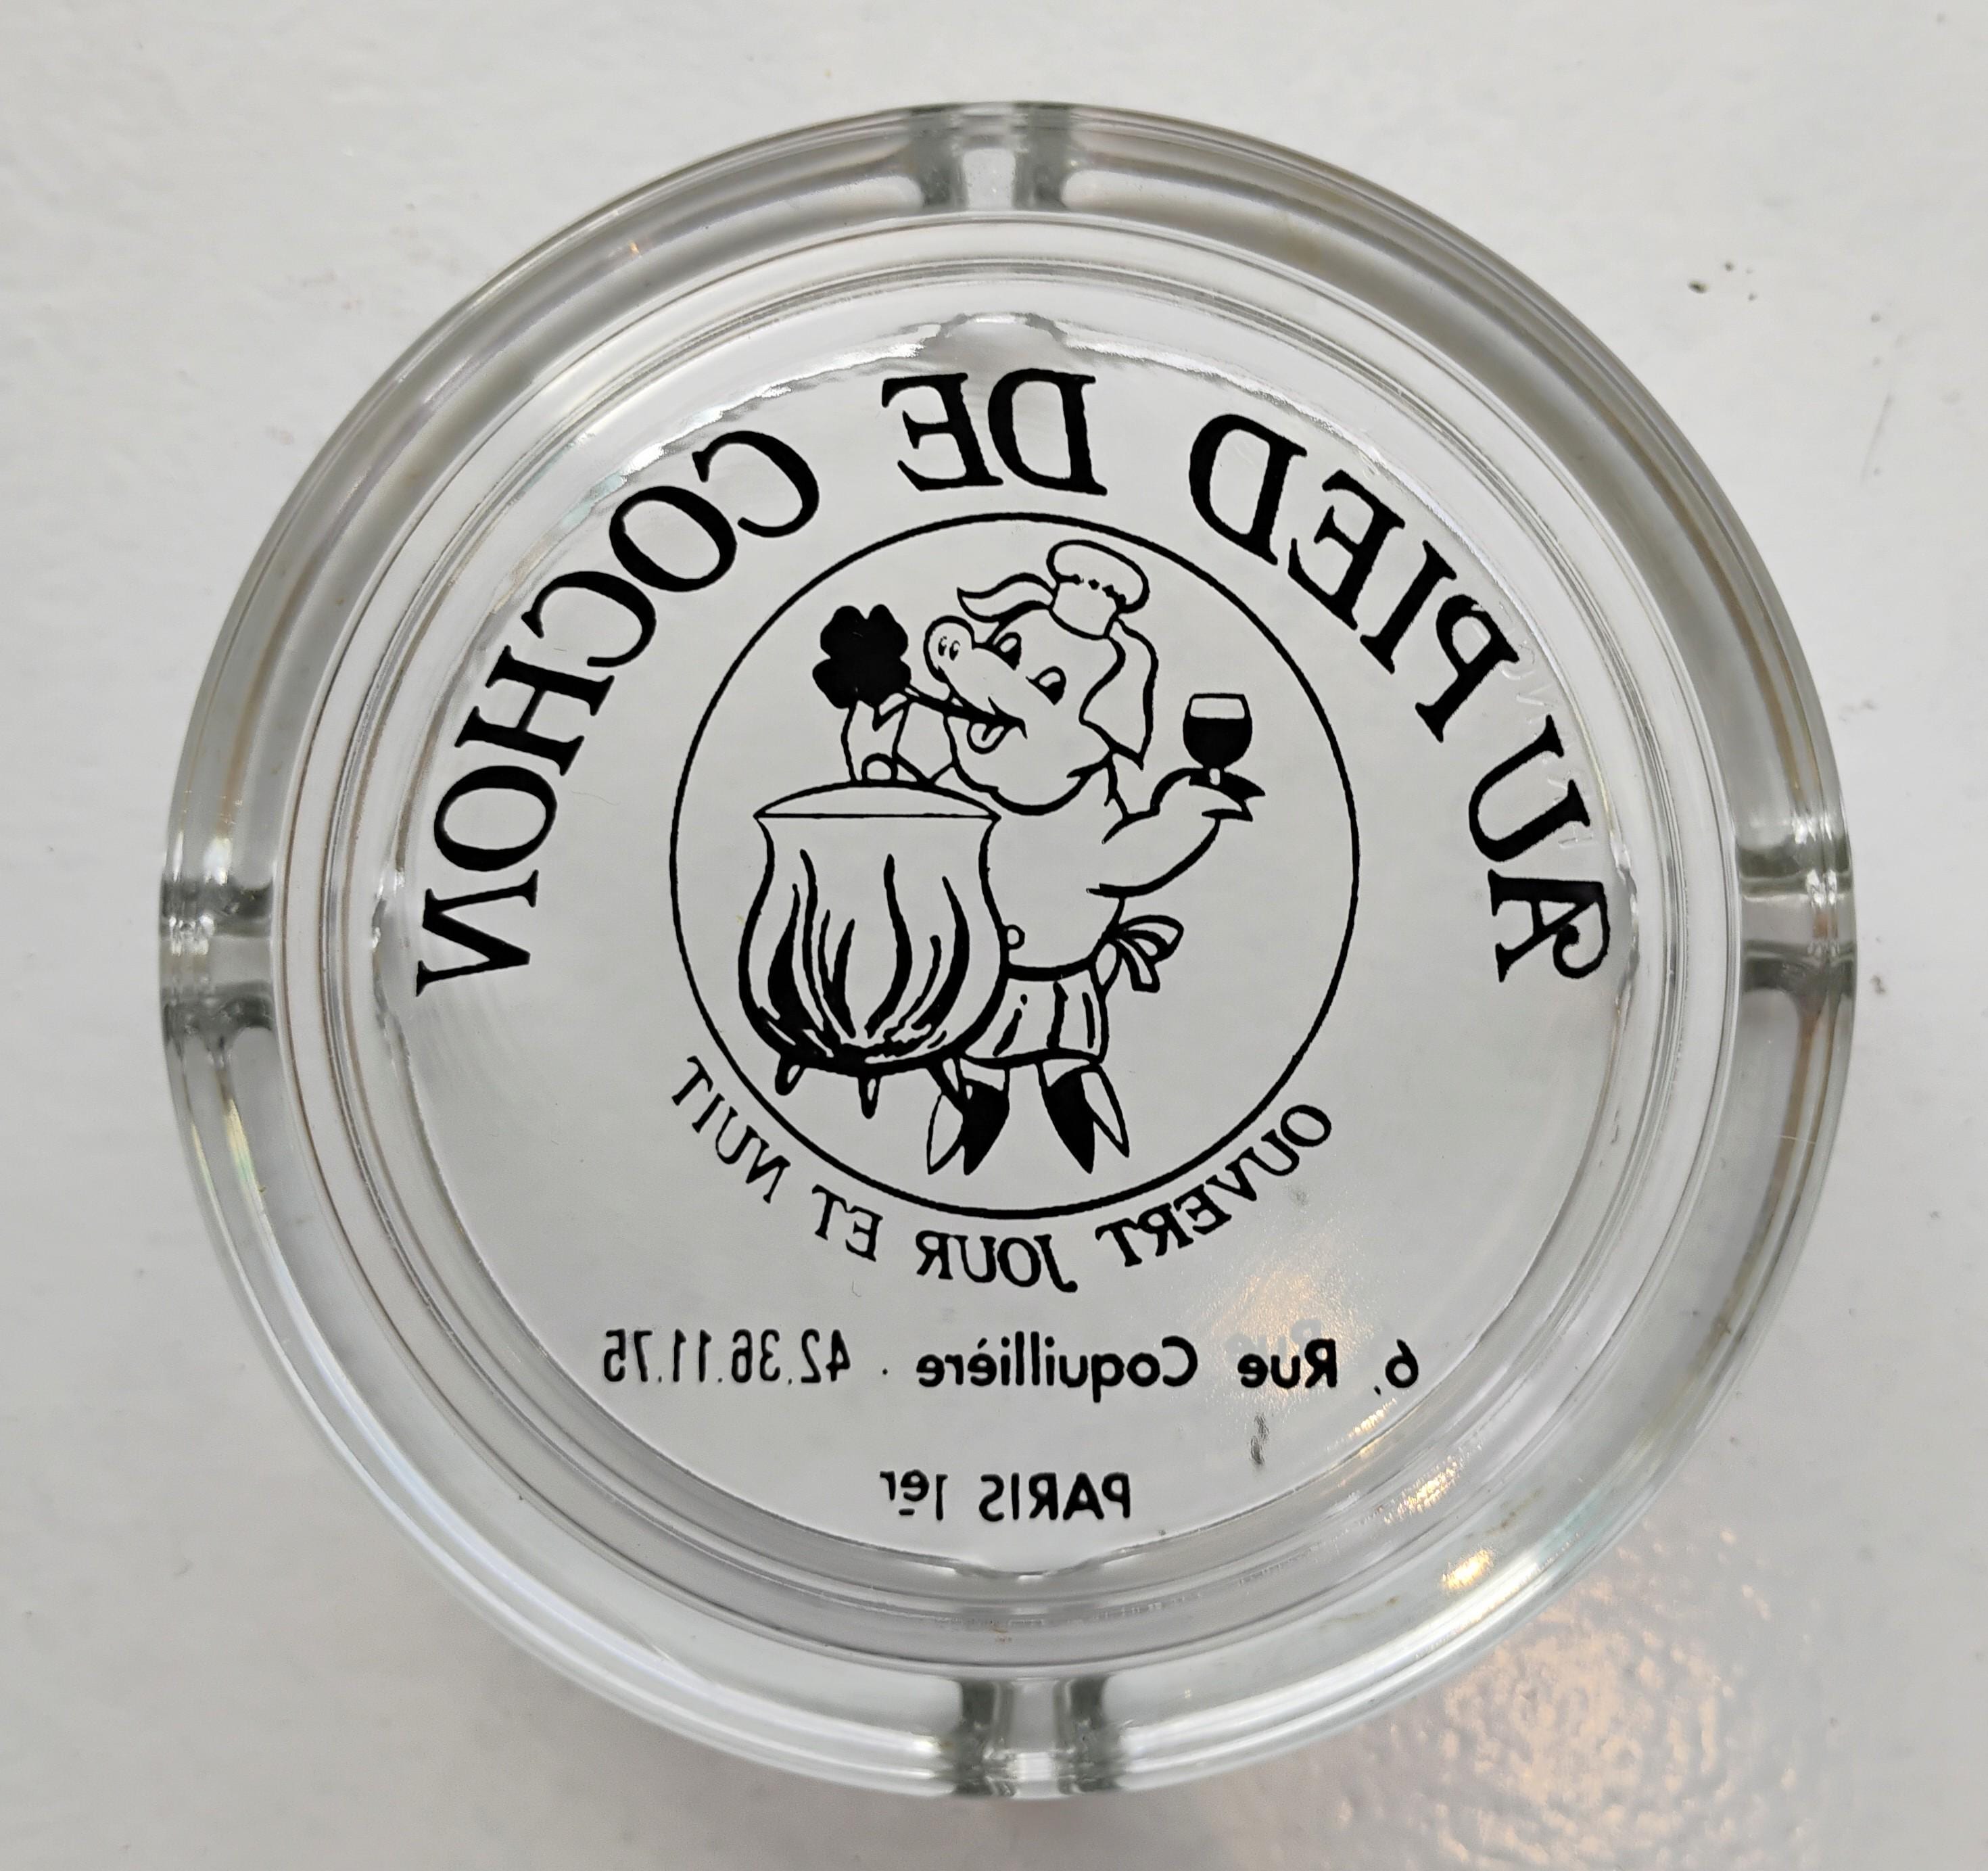 AU PIED DE COCHON
OUVERT JOUR ET NUIT
6, Rue Coquillière · 42.36.11.75
PARIS 1er